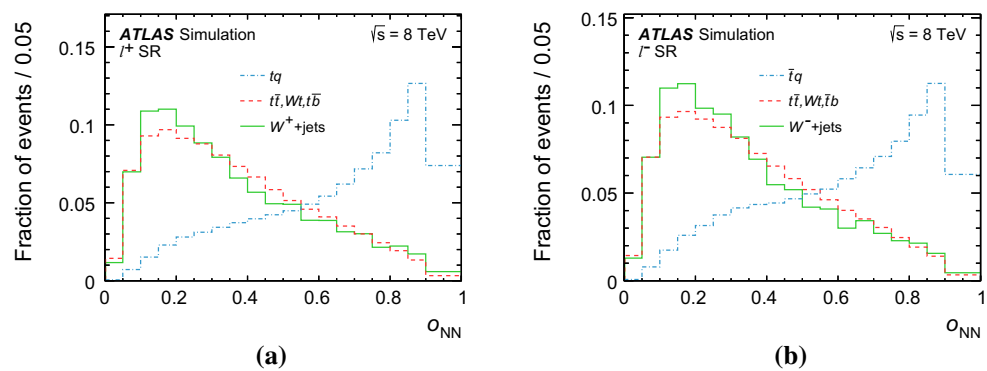 Fraction of events / 0.05
0.15
0.1
0.05
0
ATLAS Simulation
l⁺ SR
√s = 8 TeV
tq
tt̄,Wt,tb̄
W⁺+jets
0 0.2 0.4 0.6 0.8 1
o_NN
(a)
Fraction of events / 0.05
0.15
0.1
0.05
0
ATLAS Simulation
l⁻ SR
√s = 8 TeV
t̄q
tt̄,Wt,t̄b
W⁻+jets
0 0.2 0.4 0.6 0.8 1
o_NN
(b)